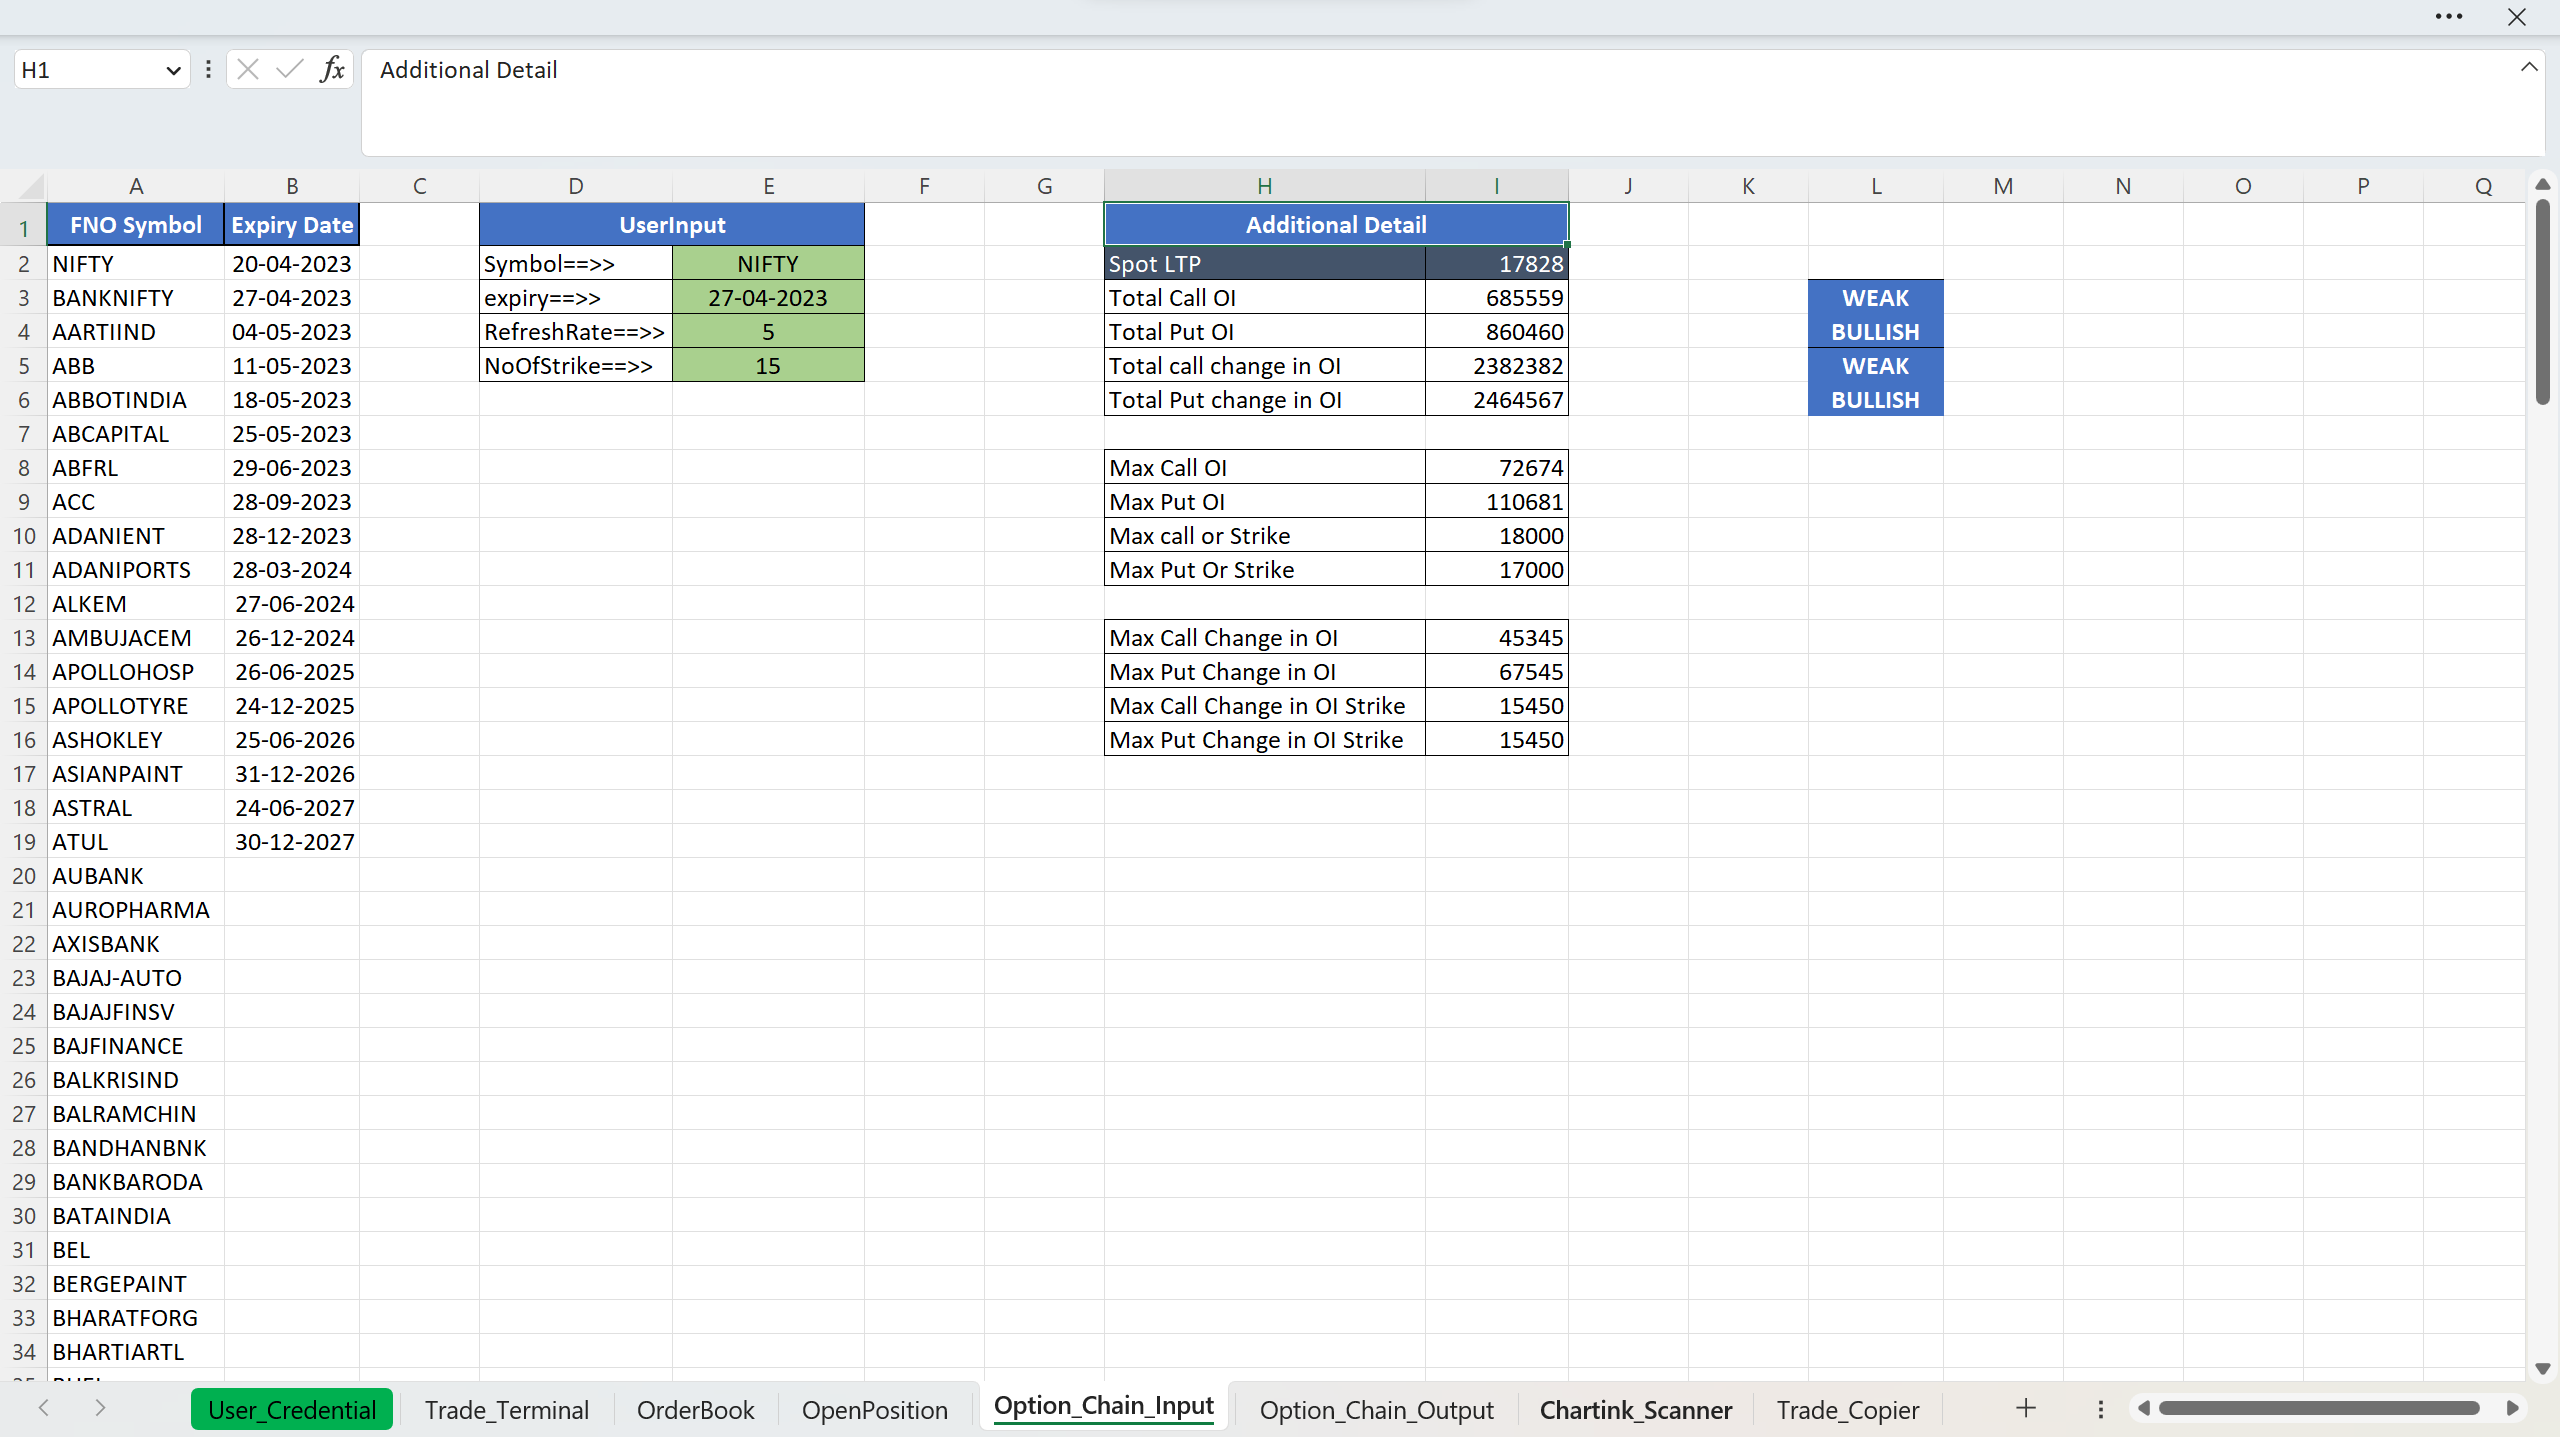 H1
fx
Additional Detail
A B C D E F G H I J K L M N O P Q
1 FNO Symbol Expiry Date UserInput Additional Detail
2 NIFTY 20-04-2023 Symbol==>> NIFTY Spot LTP 17828
3 BANKNIFTY 27-04-2023 expiry==>> 27-04-2023 Total Call OI 685559 WEAK
4 AARTIIND 04-05-2023 RefreshRate==>> 5 Total Put OI 860460 BULLISH
5 ABB 11-05-2023 NoOfStrike==>> 15 Total call change in OI 2382382 WEAK
6 ABBOTINDIA 18-05-2023 Total Put change in OI 2464567 BULLISH
7 ABCAPITAL 25-05-2023
8 ABFRL 29-06-2023 Max Call OI 72674
9 ACC 28-09-2023 Max Put OI 110681
10 ADANIENT 28-12-2023 Max call or Strike 18000
11 ADANIPORTS 28-03-2024 Max Put Or Strike 17000
12 ALKEM 27-06-2024
13 AMBUJACEM 26-12-2024 Max Call Change in OI 45345
14 APOLLOHOSP 26-06-2025 Max Put Change in OI 67545
15 APOLLOTYRE 24-12-2025 Max Call Change in OI Strike 15450
16 ASHOKLEY 25-06-2026 Max Put Change in OI Strike 15450
17 ASIANPAINT 31-12-2026
18 ASTRAL 24-06-2027
19 ATUL 30-12-2027
20 AUBANK
21 AUROPHARMA
22 AXISBANK
23 BAJAJ-AUTO
24 BAJAJFINSV
25 BAJFINANCE
26 BALKRISIND
27 BALRAMCHIN
28 BANDHANBNK
29 BANKBARODA
30 BATAINDIA
31 BEL
32 BERGEPAINT
33 BHARATFORG
34 BHARTIARTL
User_Credential Trade_Terminal OrderBook OpenPosition Option_Chain_Input Option_Chain_Output Chartink_Scanner Trade_Copier